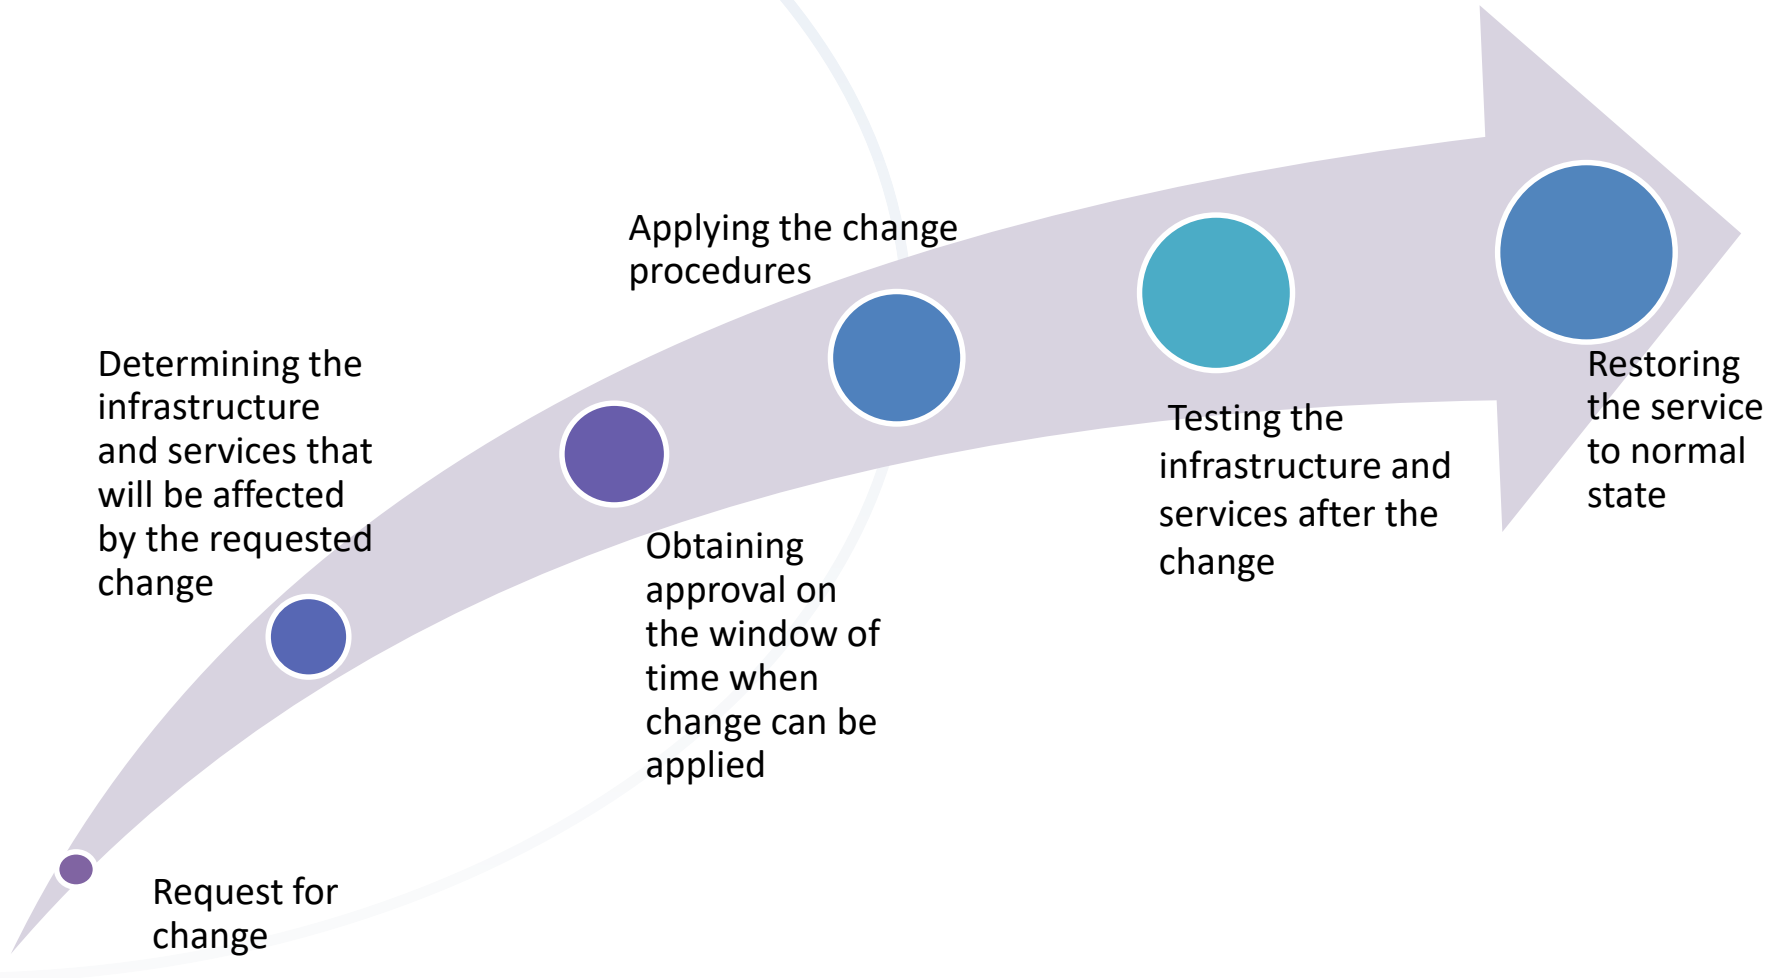 Request for
change
Determining the
infrastructure
and services that
will be affected
by the requested
change
Obtaining
approval on
the window of
time when
change can be
applied
Applying the change
procedures
Testing the
infrastructure and
services after the
change
Restoring
the service
to normal
state